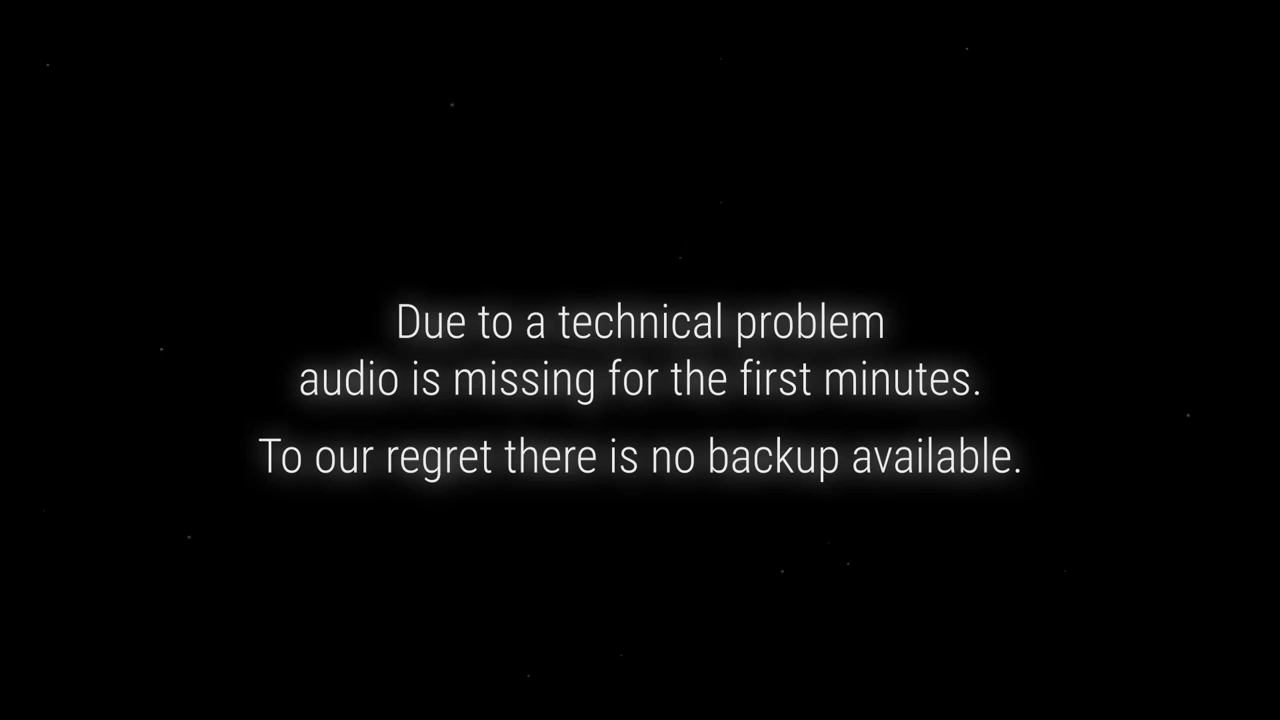 Due to a technical problem
audio is missing for the first minutes.
To our regret there is no backup available.